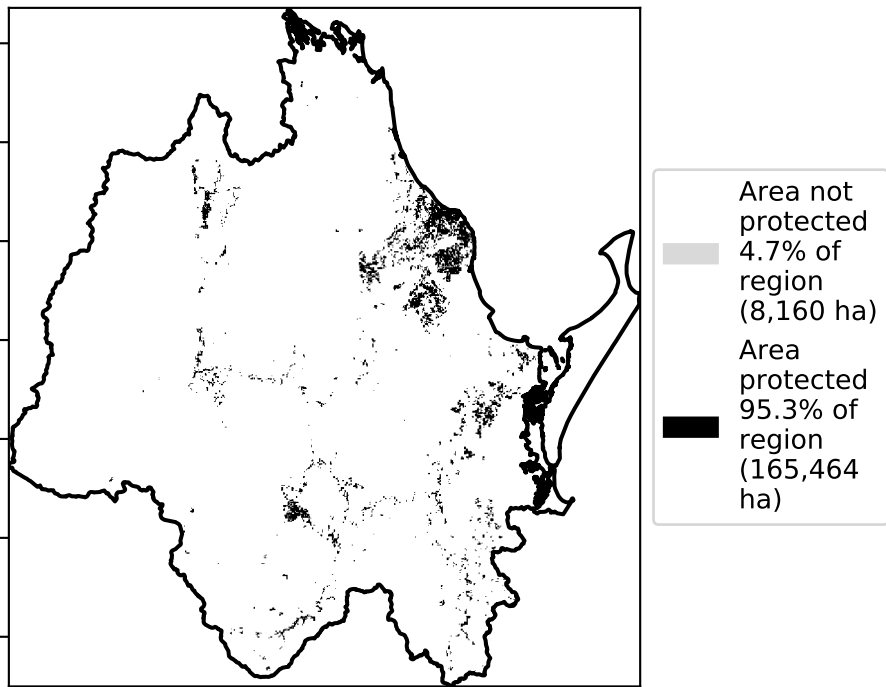 Area not
protected
4.7% of
region
(8,160 ha)
Area
protected
95.3% of
region
(165,464
ha)